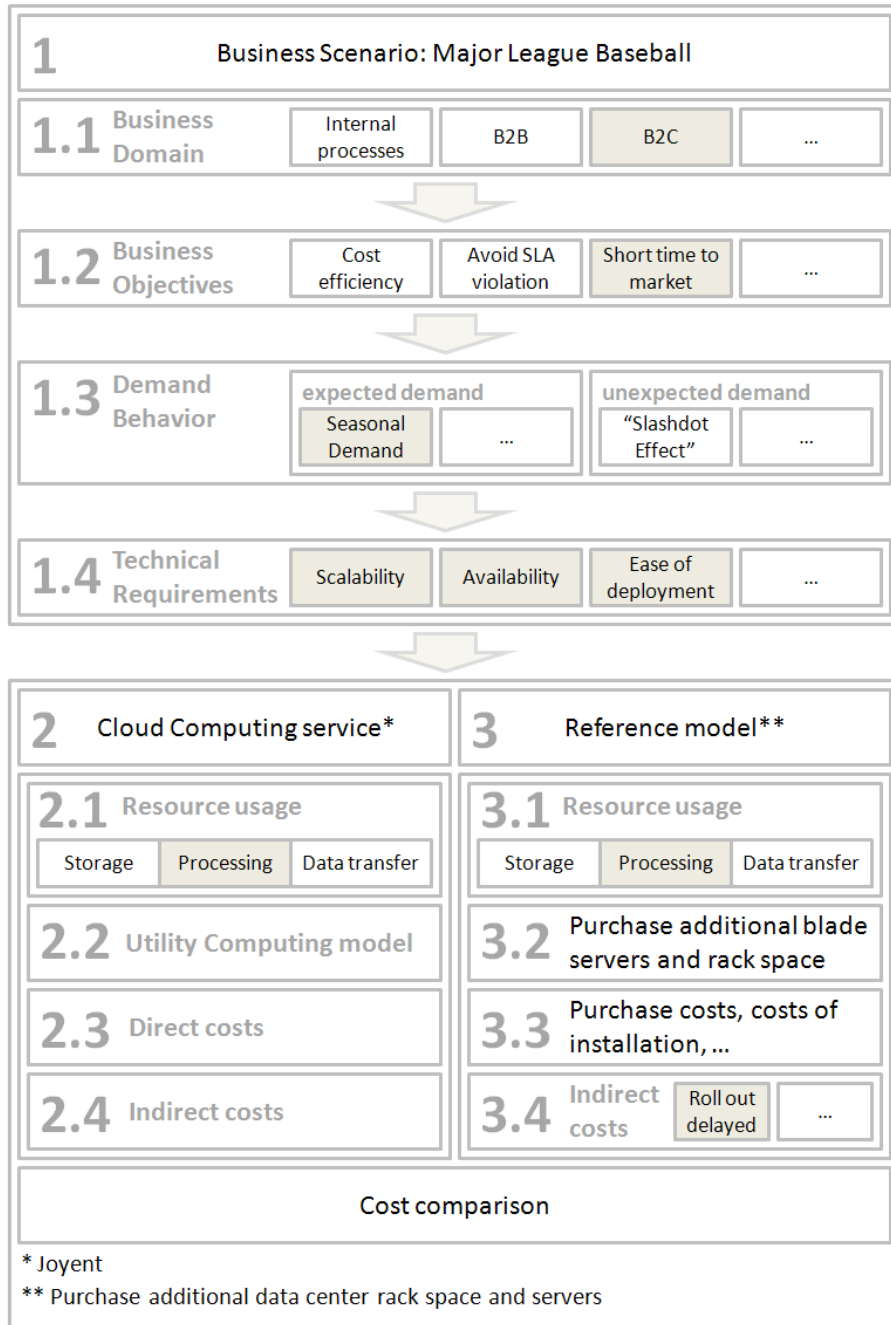 1
Business Scenario: Major League Baseball
1.1
Business
Domain
Internal
processes
B2B
B2C
...
1.2
Business
Objectives
Cost
efficiency
Avoid SLA
violation
Short time to
market
...
1.3
Demand
Behavior
expected demand
Seasonal
Demand
...
unexpected demand
“Slashdot
Effect”
...
1.4
Technical
Requirements
Scalability
Availability
Ease of
deployment
...
2
Cloud Computing service*
2.1
Resource usage
Storage
Processing
Data transfer
2.2
Utility Computing model
2.3
Direct costs
2.4
Indirect costs
3
Reference model**
3.1
Resource usage
Storage
Processing
Data transfer
3.2
Purchase additional blade
servers and rack space
3.3
Purchase costs, costs of
installation, ...
3.4
Indirect
costs
Roll out
delayed
...
Cost comparison
* Joyent
** Purchase additional data center rack space and servers